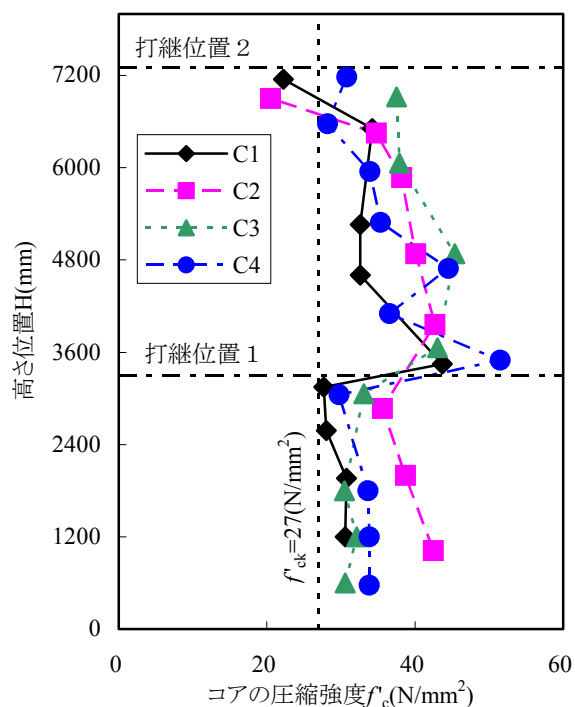 打継位置２
7200
6000
4800
3600
2400
1200
0
高さ位置H(mm)
C1
C2
C3
C4
打継位置１
f'ck=27(N/mm²)
0
20
40
60
コアの圧縮強度f'c(N/mm²)